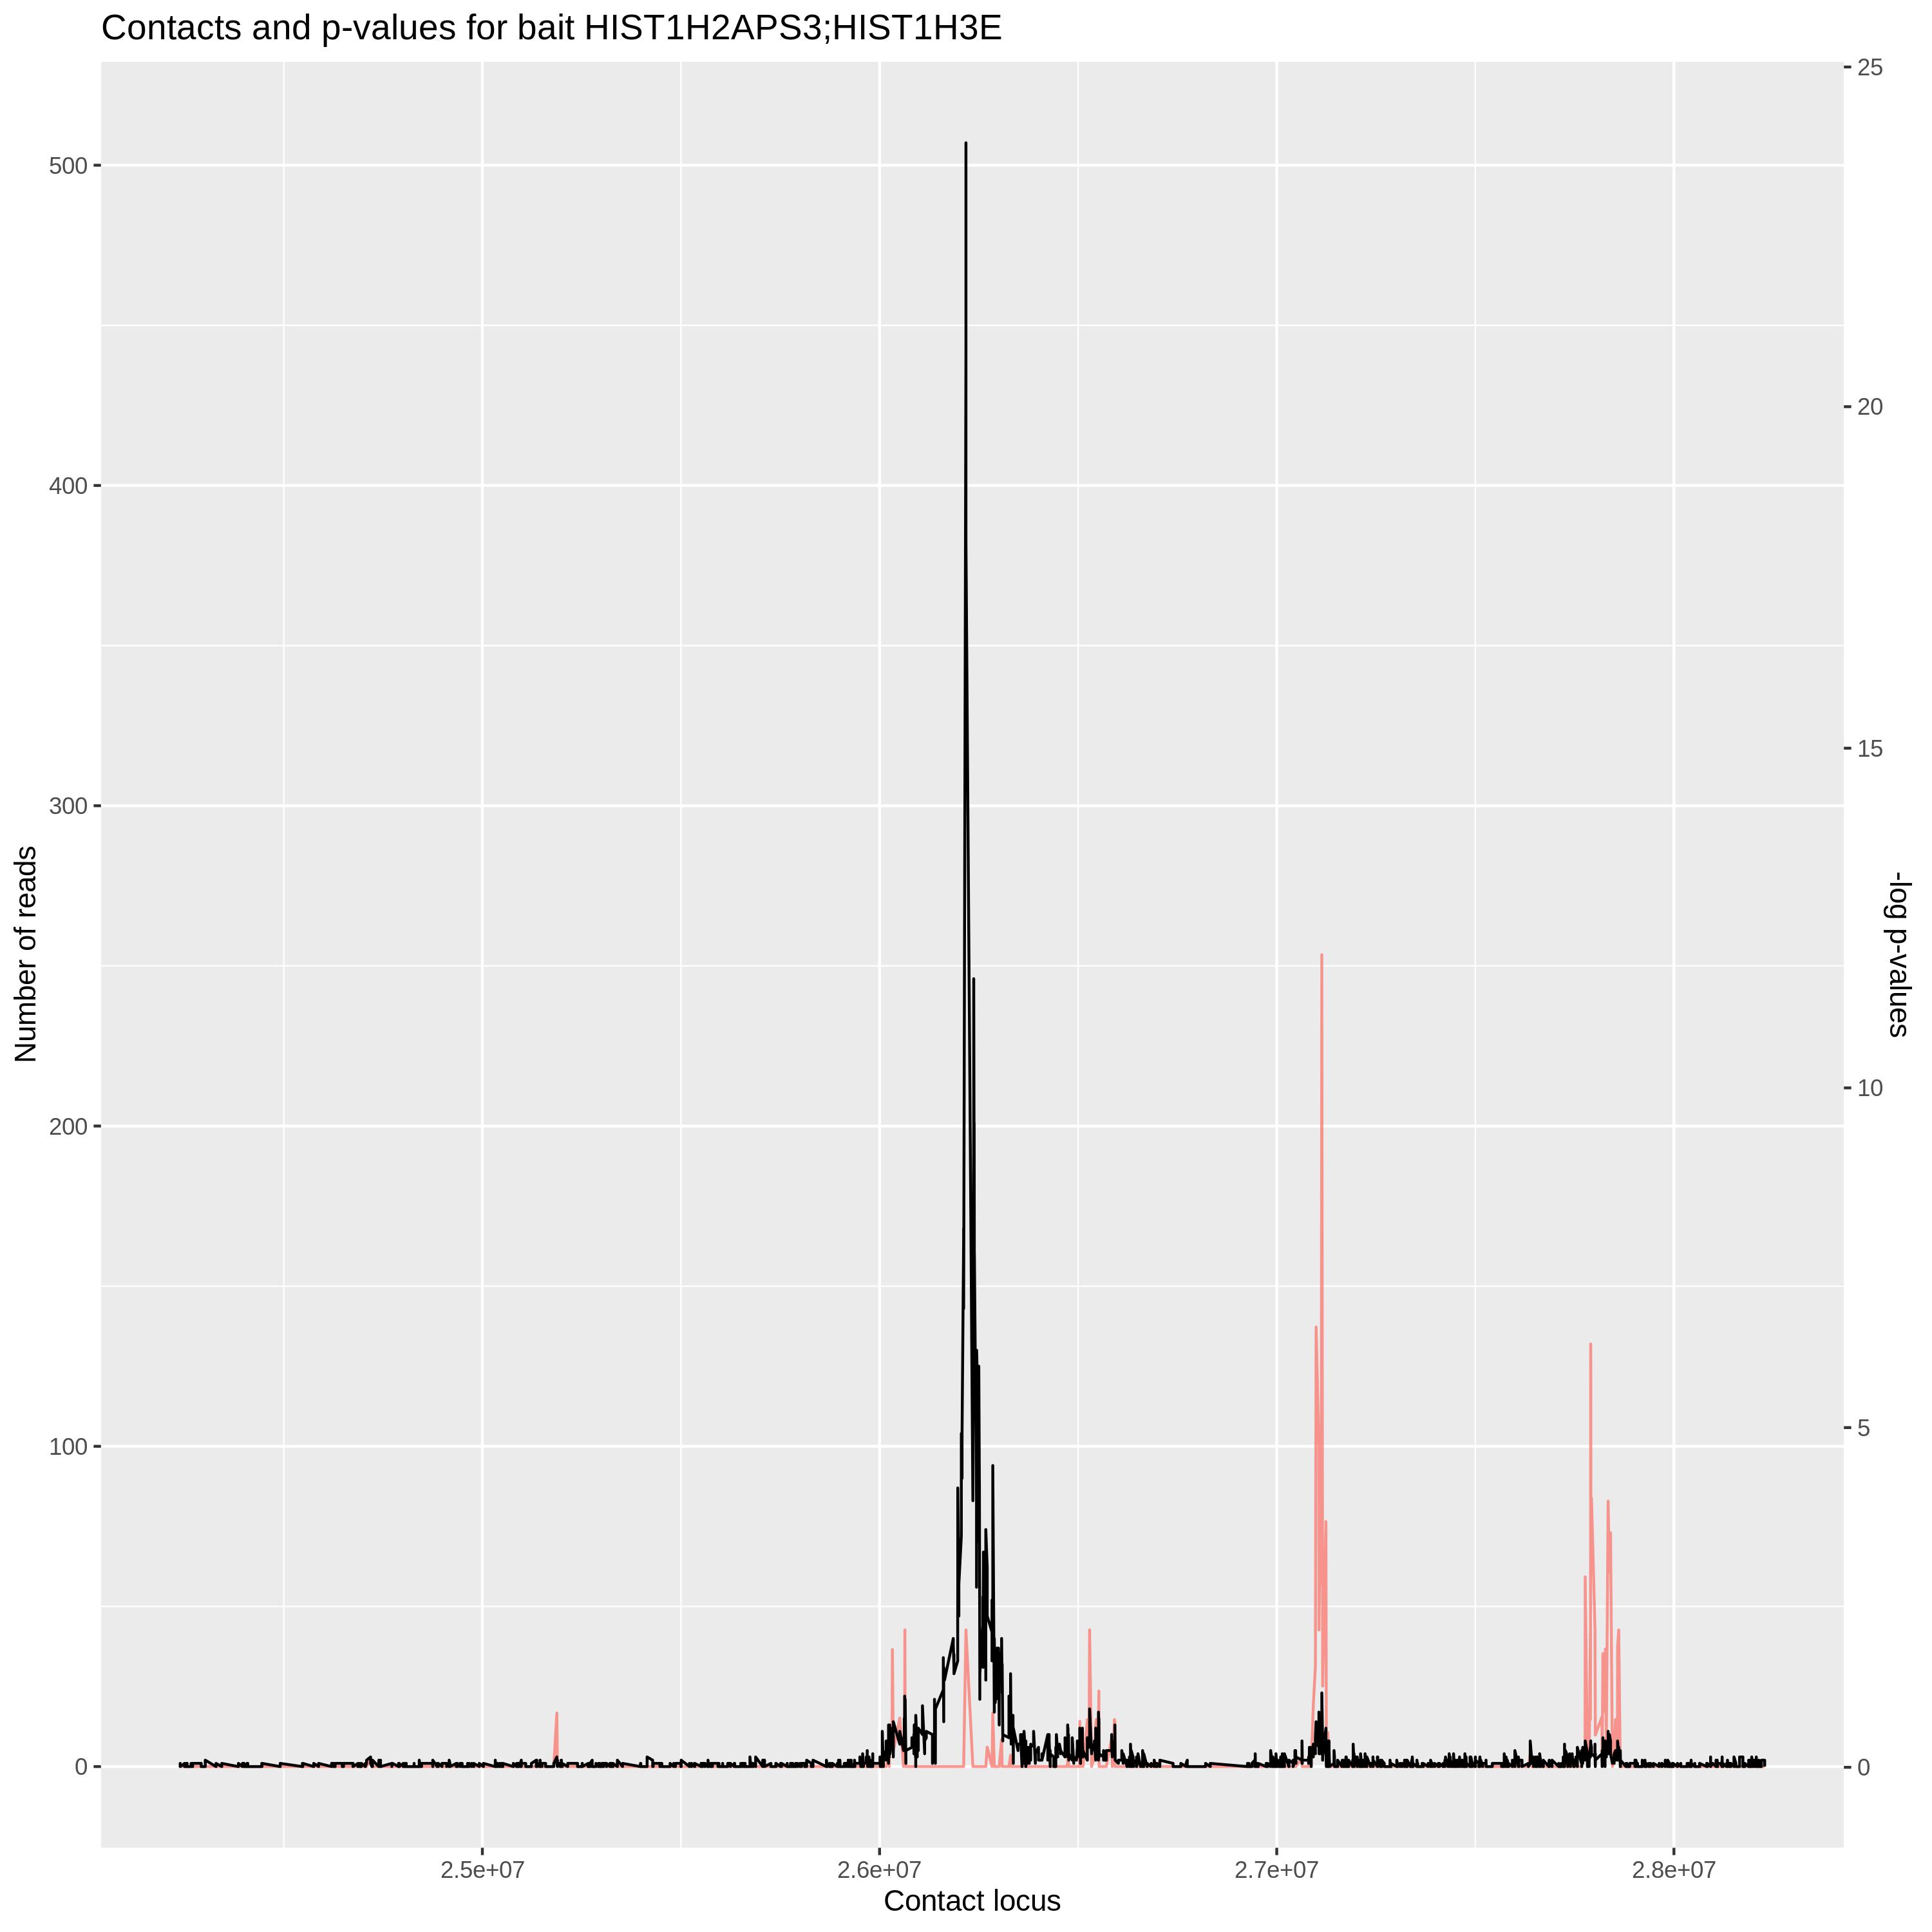 Contacts and p-values for bait HIST1H2APS3;HIST1H3E
Number of reads
500
400
300
200
100
0
25
20
15
10
5
0
-log p-values
2.5e+07
2.6e+07
2.7e+07
2.8e+07
Contact locus